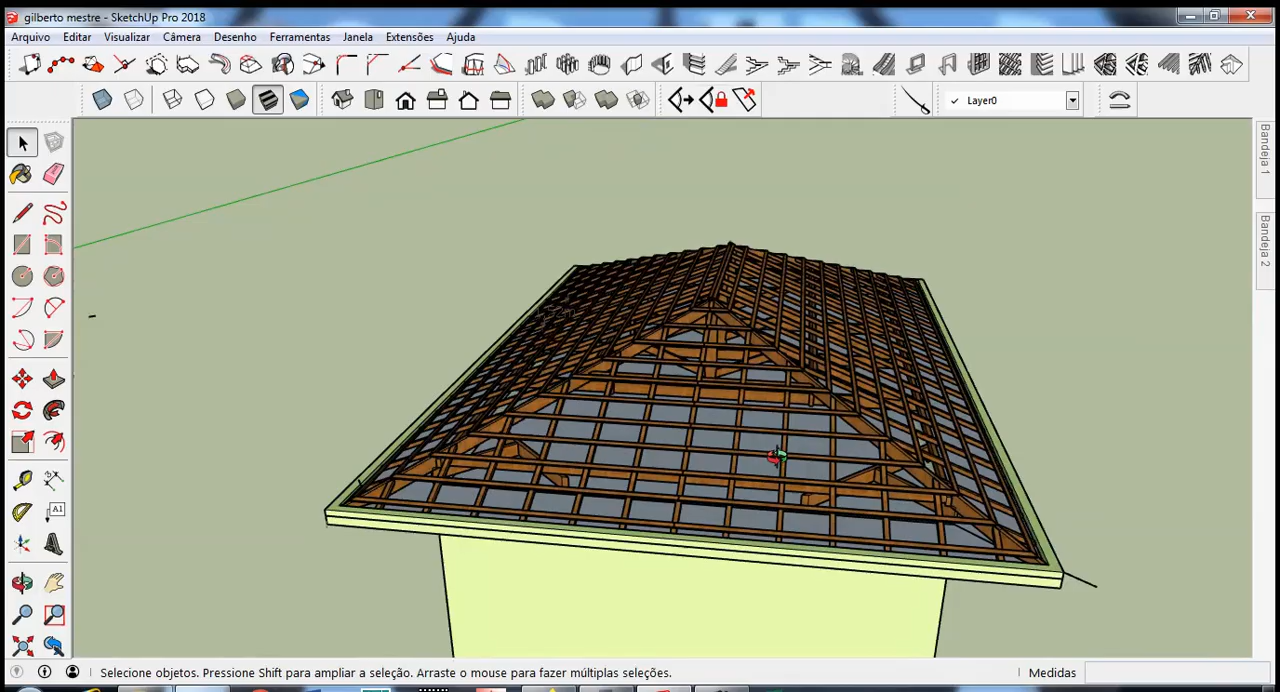 gilberto mestre - SketchUp Pro 2018
Arquivo Editar Visualizar Câmera Desenho Ferramentas Janela Extensões Ajuda
Layer0
Bandeja 1
Bandeja 2
A1
Selecione objetos. Pressione Shift para ampliar a seleção. Arraste o mouse para fazer múltiplas seleções.
Medidas